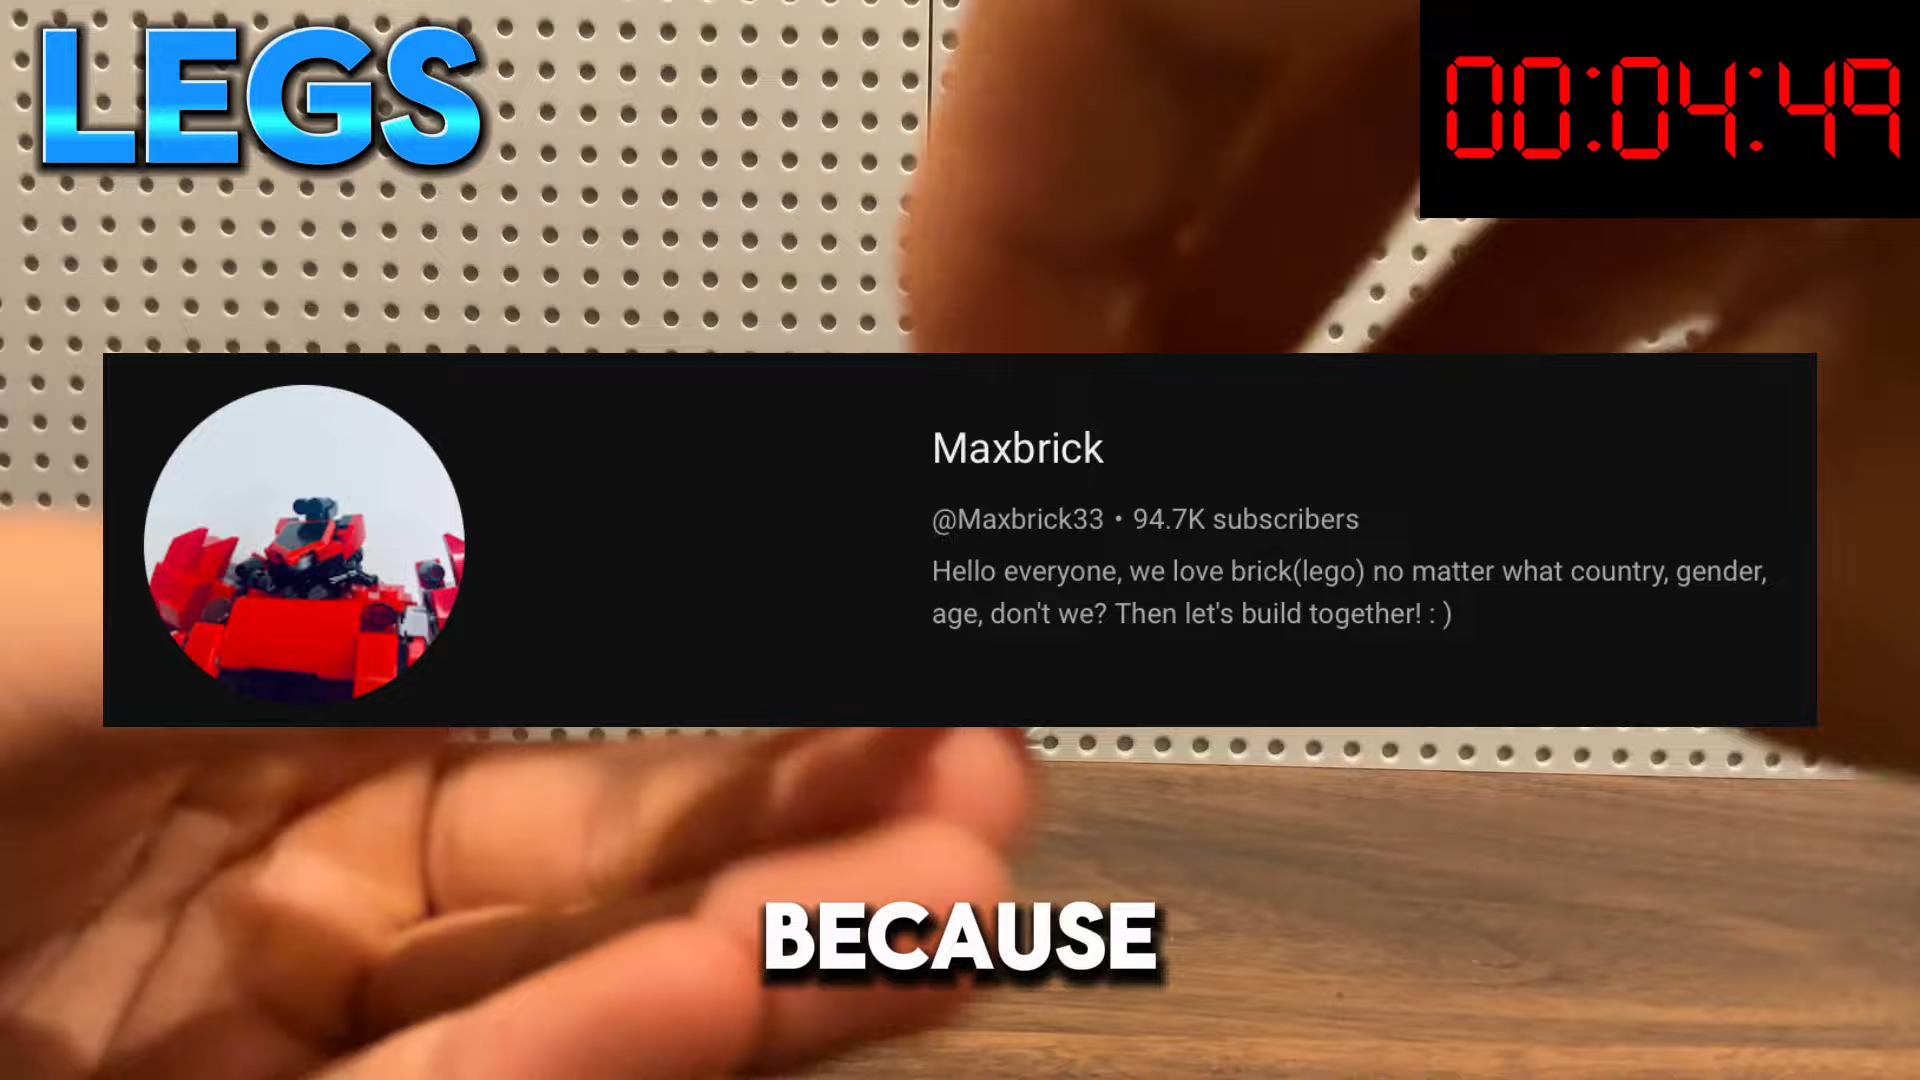 LEGS
00:04:49
Maxbrick
@Maxbrick33 • 94.7K subscribers
Hello everyone, we love brick(lego) no matter what country, gender,
age, don't we? Then let's build together! : )
BECAUSE